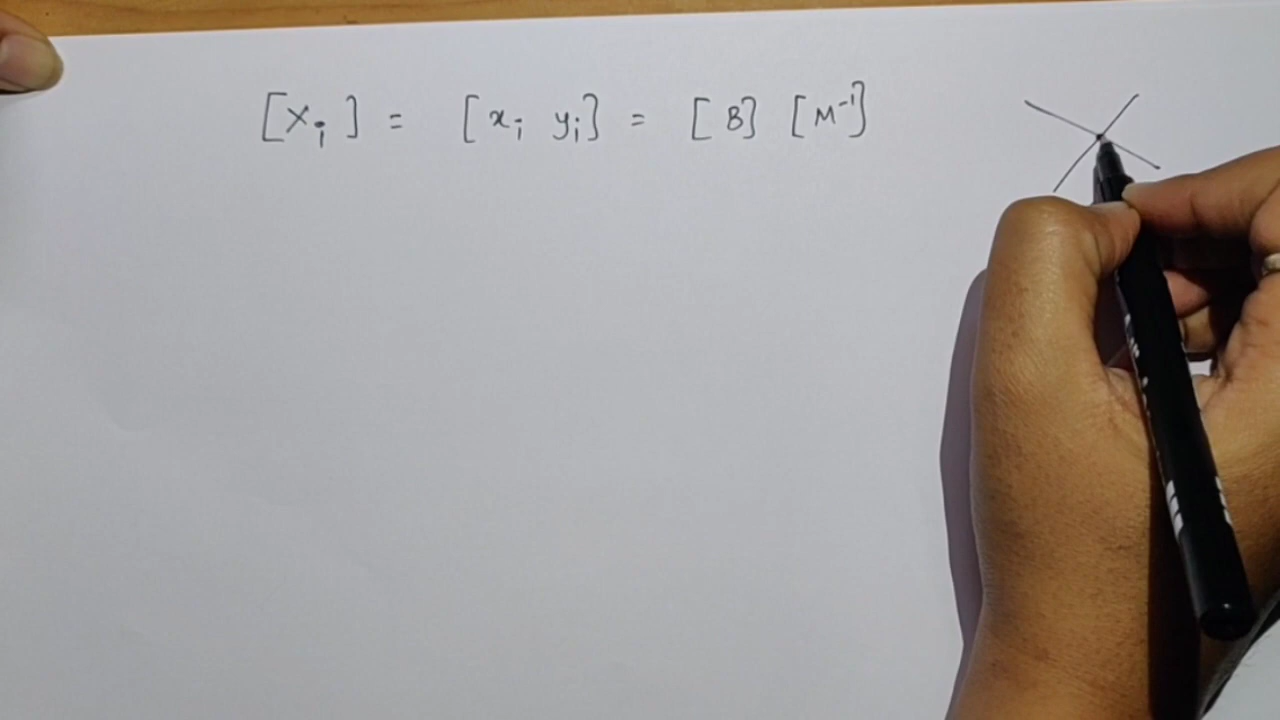 [Xᵢ] = [xᵢ yᵢ] = [B] [M⁻¹]